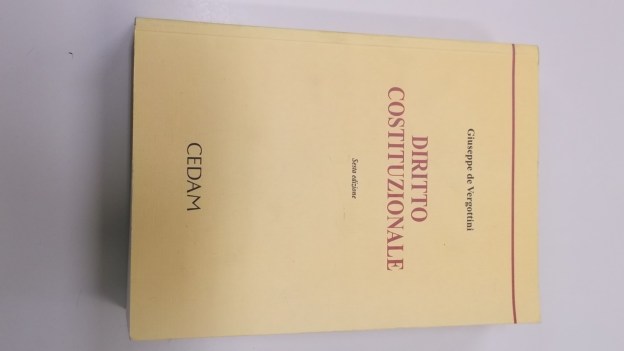 Giuseppe de Vergottini
DIRITTO
COSTITUZIONALE
Sesta edizione
CEDAM